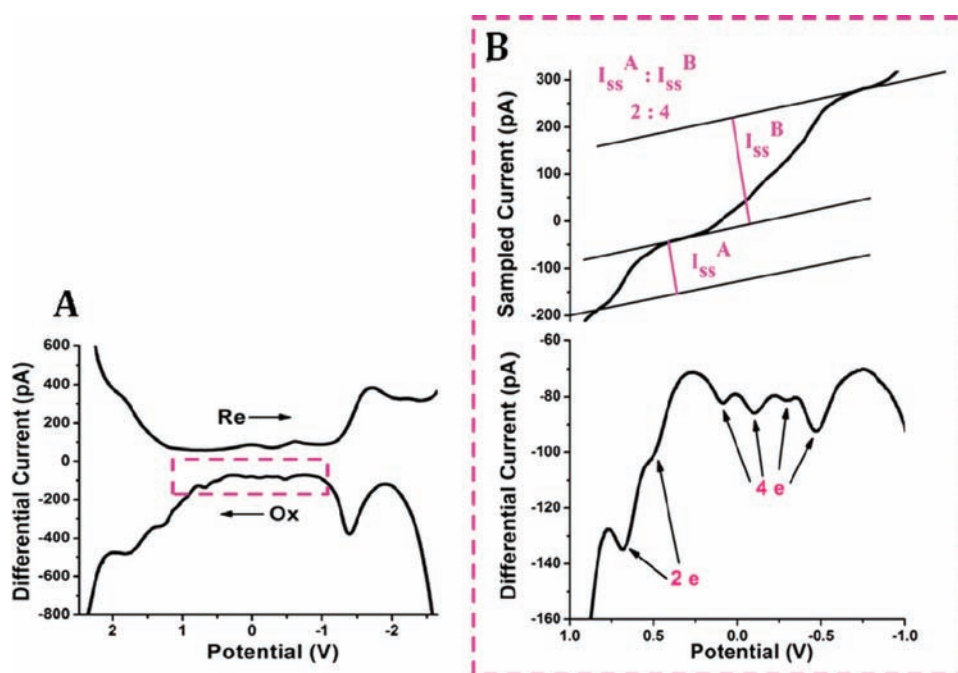 A
600
400
200
0
-200
-400
-600
-800
Differential Current (pA)
Re
Ox
2 1 0 -1 -2
Potential (V)
B
I_ss^A : I_ss^B
2 : 4
I_ss^B
I_ss^A
300
200
100
0
-100
-200
Sampled Current (pA)
-60
-80
-100
-120
-140
-160
Differential Current (pA)
4 e
2 e
1.0 0.5 0.0 -0.5 -1.0
Potential (V)